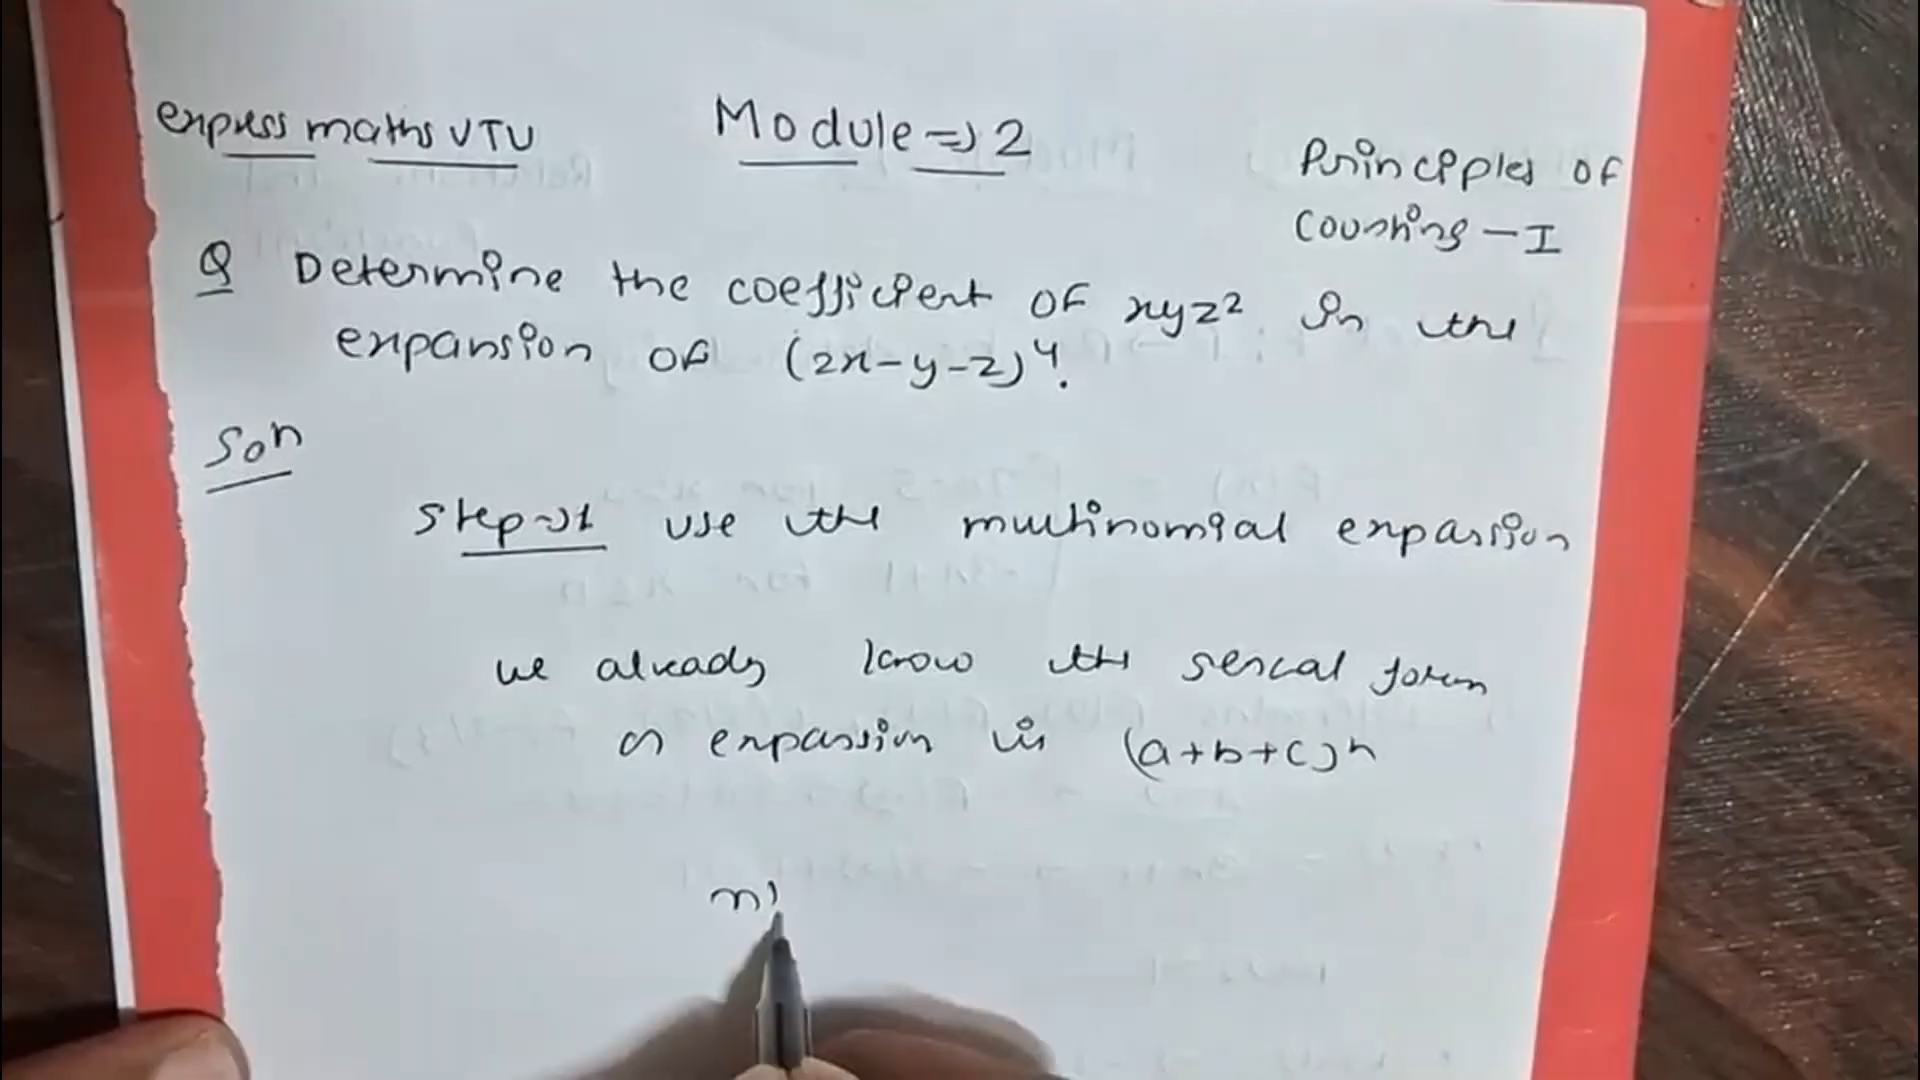 express maths VTU
Module ⇒ 2
Principles of
Counting - I
Q Determine the coefficient of xyz² in the
expansion of (2x-y-z)⁴.
Soⁿ
Step→1 use the multinomial expansion
we already know the general form
of expansion is (a+b+c)ⁿ
n!